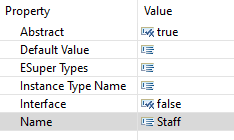 Property Value
Abstract true
Default Value
ESuper Types
Instance Type Name
Interface false
Name Staff